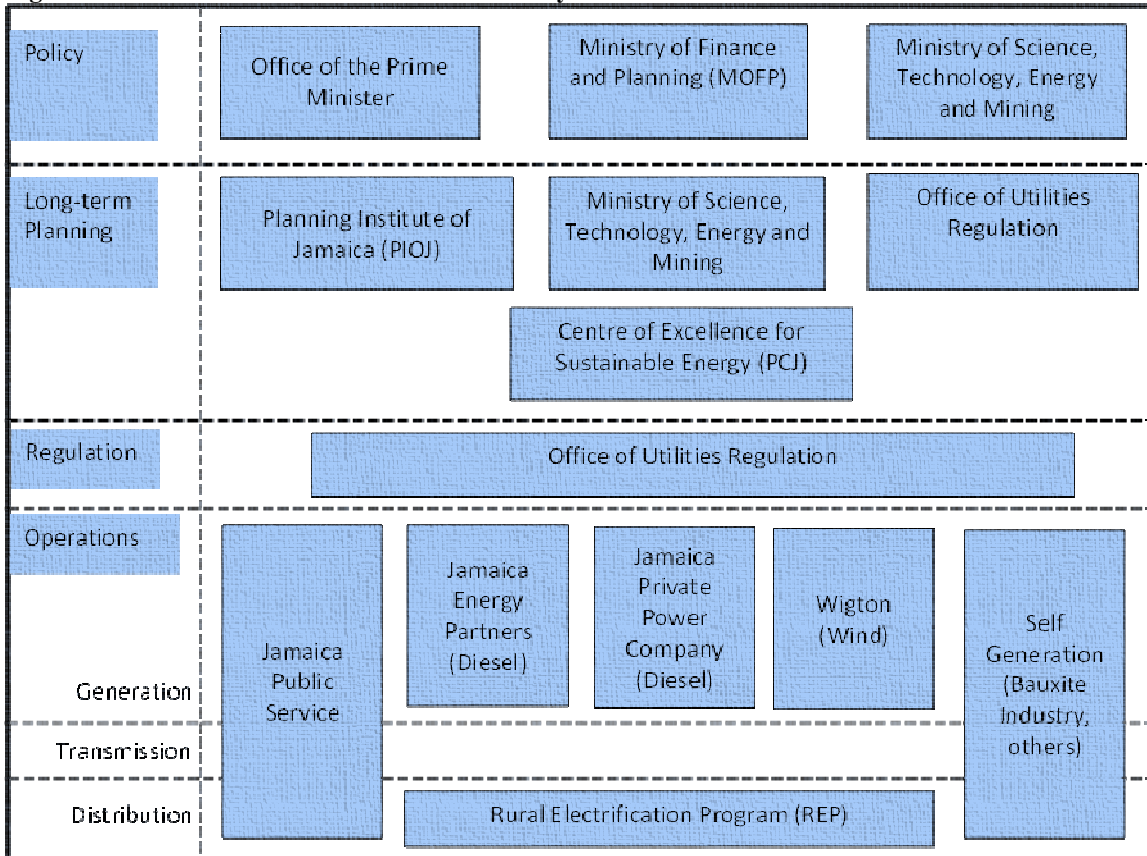 Policy
Office of the Prime
Minister
Ministry of Finance
and Planning (MOFP)
Ministry of Science,
Technology, Energy
and Mining
Long-term
Planning
Planning Institute of
Jamaica (PIOJ)
Ministry of Science,
Technology, Energy and
Mining
Office of Utilities
Regulation
Centre of Excellence for
Sustainable Energy (PCJ)
Regulation
Office of Utilities Regulation
Operations
Jamaica
Public
Service
Jamaica
Energy
Partners
(Diesel)
Jamaica
Private
Power
Company
(Diesel)
Wigton
(Wind)
Self
Generation
(Bauxite
Industry,
others)
Generation
Transmission
Distribution
Rural Electrification Program (REP)